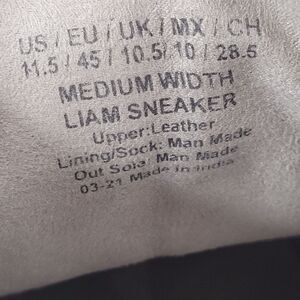 US / EU / UK / MX / CH
11.5 / 45 / 10.5 / 10 / 28.5
MEDIUM WIDTH
LIAM SNEAKER
Upper: Leather
Lining/Sock: Man Made
Out Sole: Man Made
03-21 Made in India